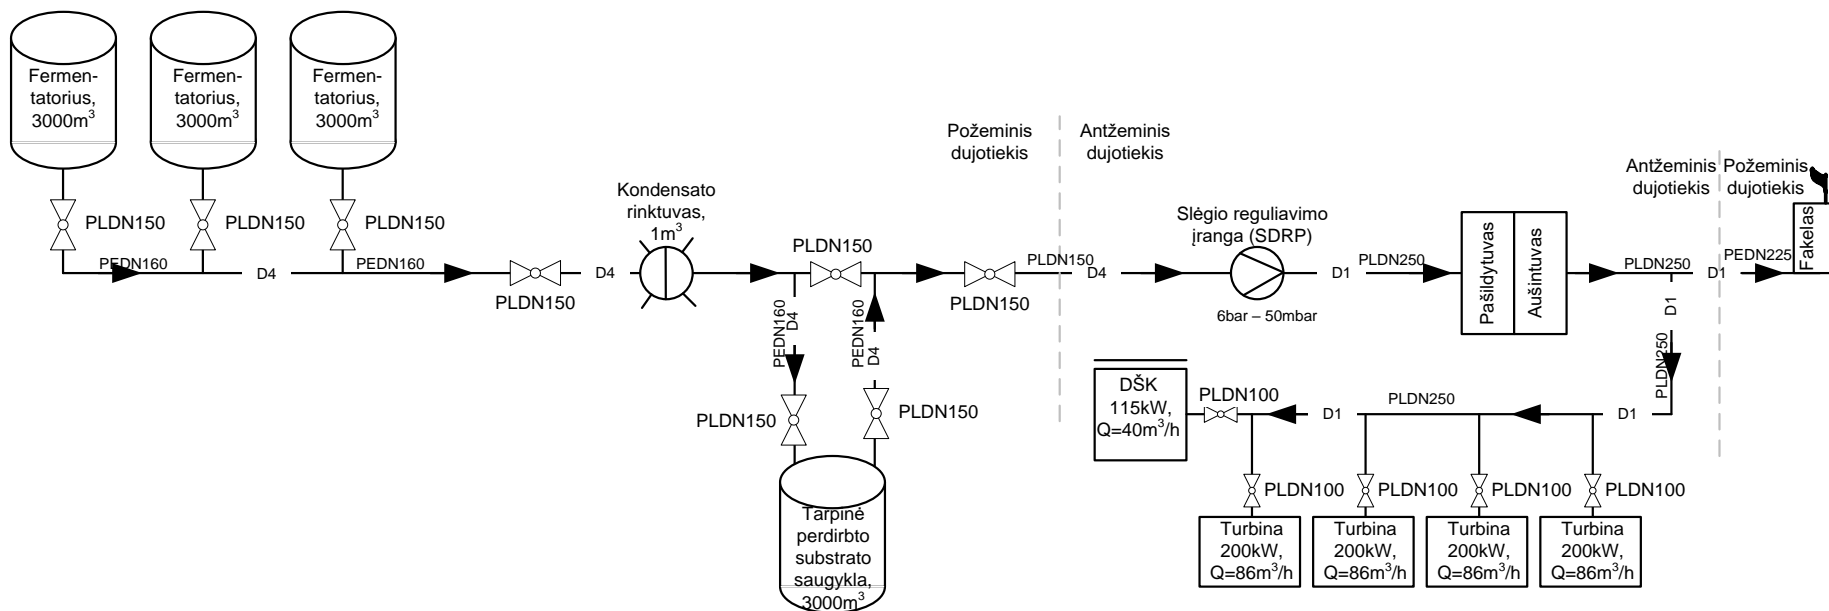 Fermen-
tatorius,
3000m³
Fermen-
tatorius,
3000m³
Fermen-
tatorius,
3000m³
PLDN150
PLDN150
PLDN150
PEDN160
D4
PEDN160
PLDN150
D4
Kondensato
rinktuvas,
1m³
PLDN150
PEDN160
D4
PEDN160
D4
PLDN150
PLDN150
PLDN150
Tarpinė
perdirbto
substrato
saugykla,
3000m³
Požeminis
dujotiekis
Antžeminis
dujotiekis
PLDN150
D4
Slėgio reguliavimo
įranga (SDRP)
6bar – 50mbar
D1
PLDN250
Pašildytuvas
Aušintuvas
PLDN250
D1
Antžeminis
dujotiekis
Požeminis
dujotiekis
PEDN225
Fakelas
D1
PLDN250
DŠK
115kW,
Q=40m³/h
PLDN100
D1
PLDN250
D1
PLDN100
PLDN100
PLDN100
PLDN100
Turbina
200kW,
Q=86m³/h
Turbina
200kW,
Q=86m³/h
Turbina
200kW,
Q=86m³/h
Turbina
200kW,
Q=86m³/h